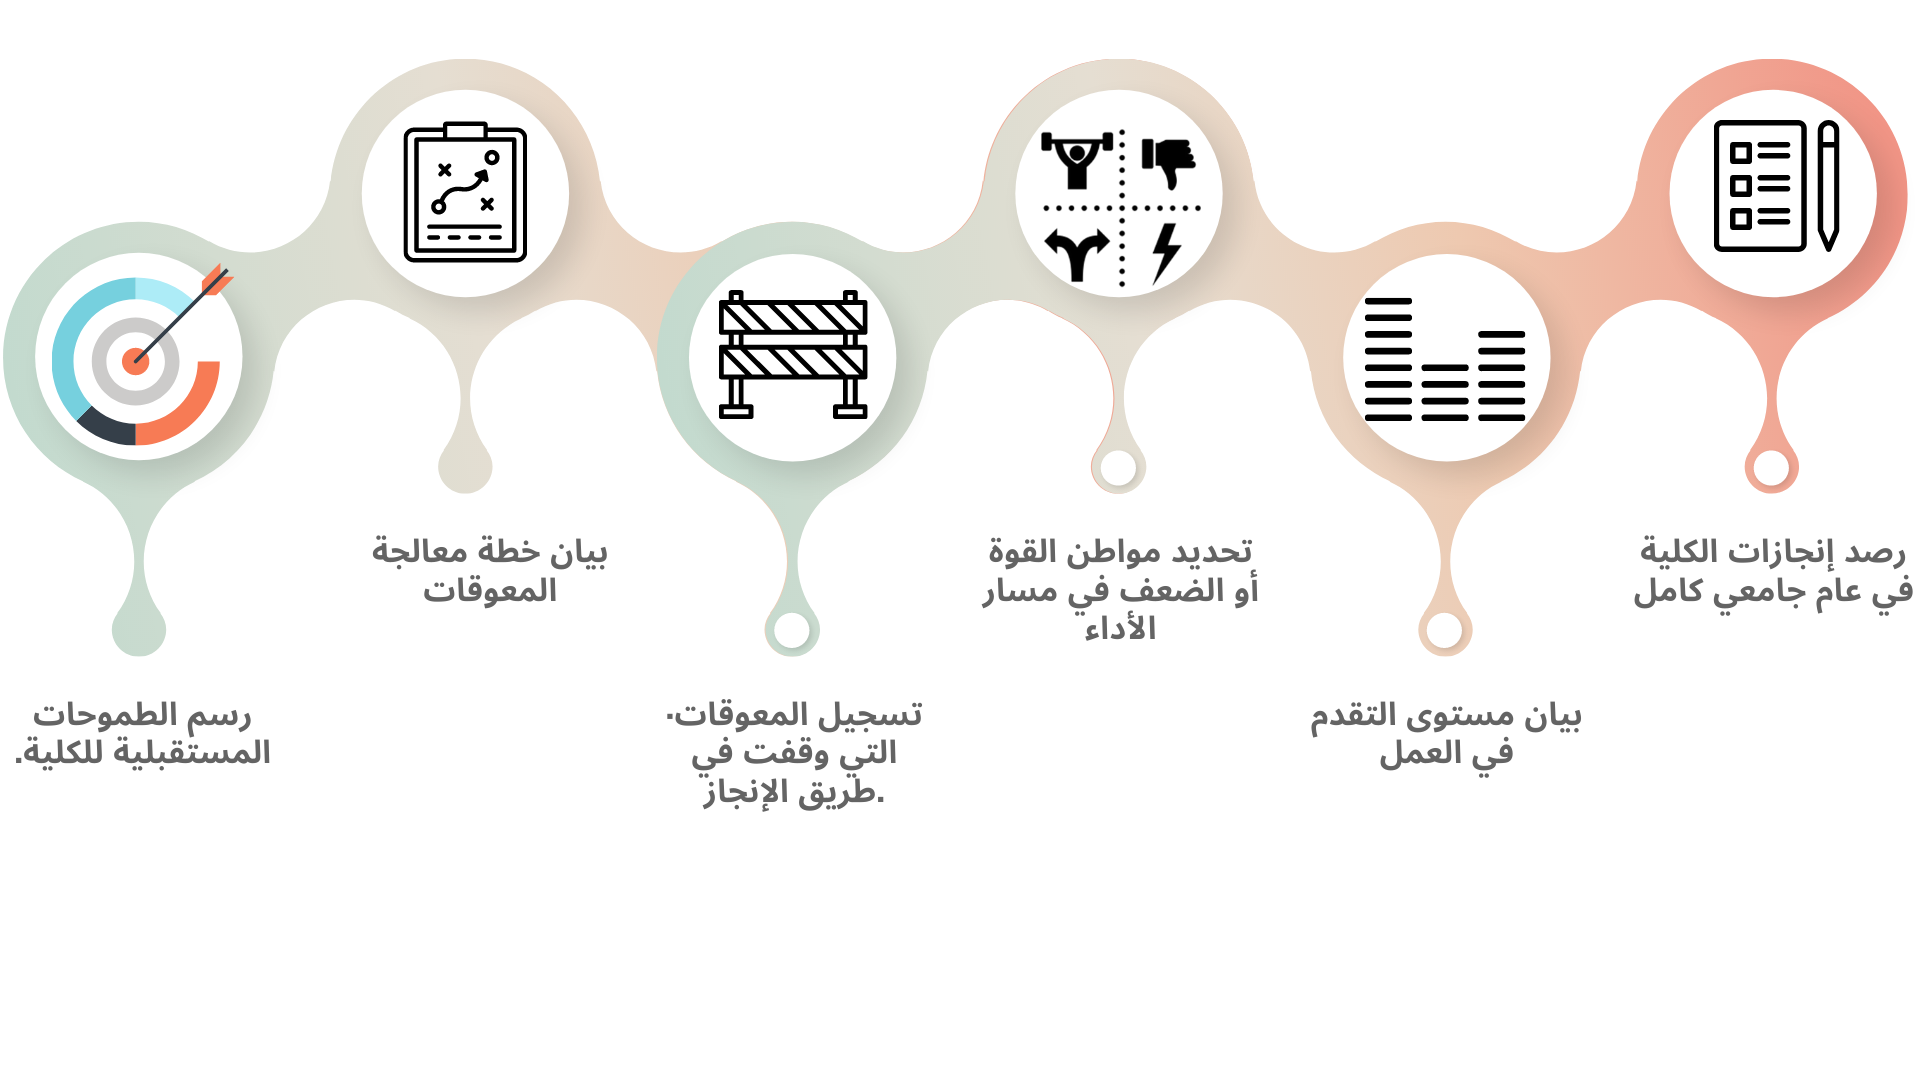 رصد إنجازات الكلية
في عام جامعي كامل
بيان مستوى التقدم
في العمل
تحديد مواطن القوة
أو الضعف في مسار
الأداء
تسجيل المعوقات·
التي وقفت في
.طريق الإنجاز
بيان خطة معالجة
المعوقات
رسم الطموحات
المستقبلية للكلية.